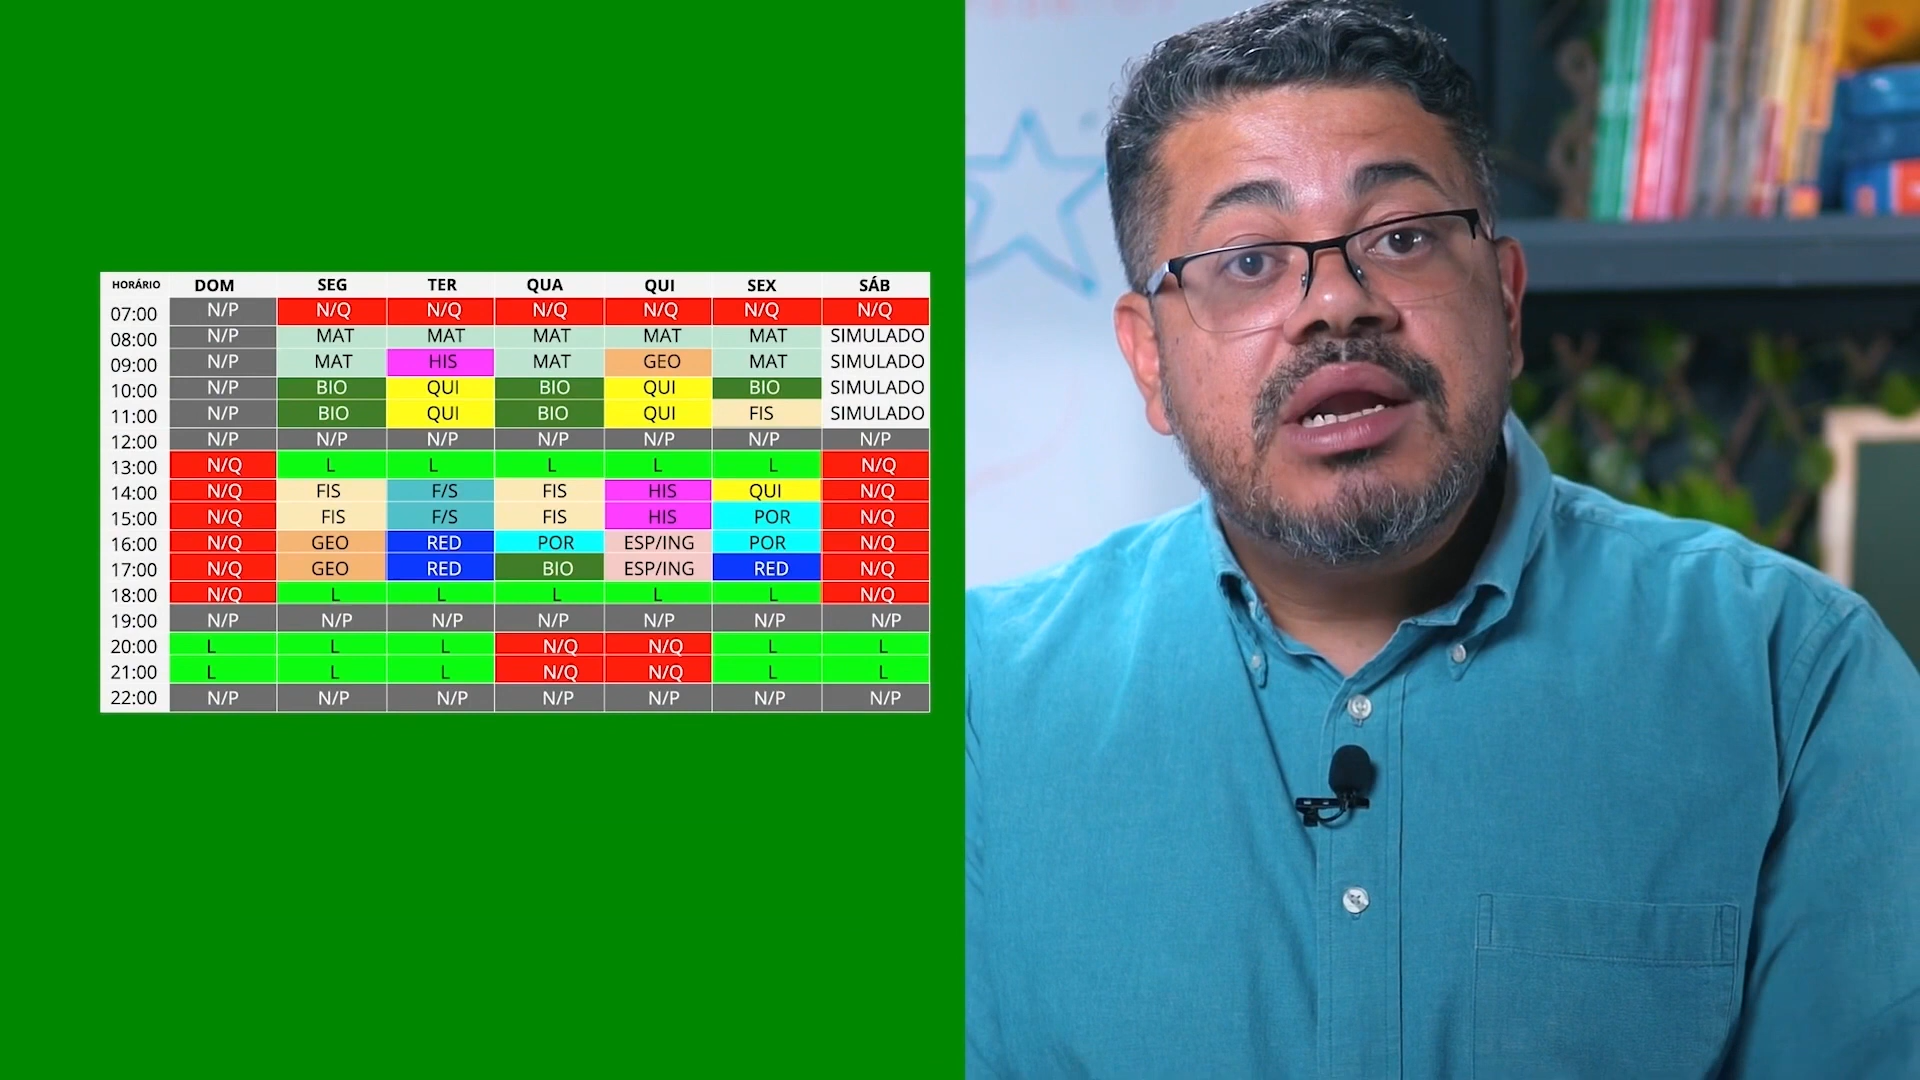 HORÁRIO DOM SEG TER QUA QUI SEX SÁB
07:00 N/P N/Q N/Q N/Q N/Q N/Q N/Q
08:00 N/P MAT MAT MAT MAT MAT SIMULADO
09:00 N/P MAT HIS MAT GEO MAT SIMULADO
10:00 N/P BIO QUI BIO QUI BIO SIMULADO
11:00 N/P BIO QUI BIO QUI FIS SIMULADO
12:00 N/P N/P N/P N/P N/P N/P N/P
13:00 N/Q L L L L L N/Q
14:00 N/Q FIS F/S FIS HIS QUI N/Q
15:00 N/Q FIS F/S FIS HIS POR N/Q
16:00 N/Q GEO RED POR ESP/ING POR N/Q
17:00 N/Q GEO RED BIO ESP/ING RED N/Q
18:00 N/Q L L L L L N/Q
19:00 N/P N/P N/P N/P N/P N/P N/P
20:00 L L L N/Q N/Q L L
21:00 L L L N/Q N/Q L L
22:00 N/P N/P N/P N/P N/P N/P N/P